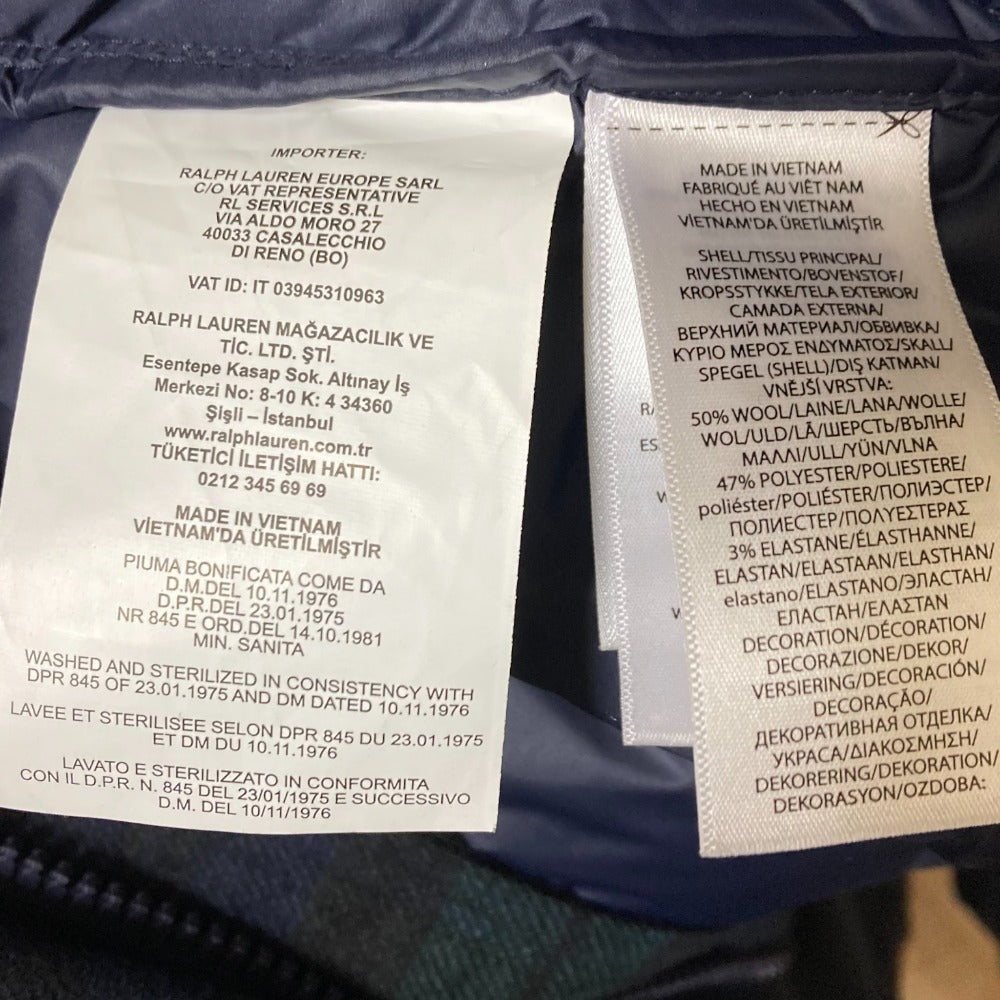 IMPORTER:
RALPH LAUREN EUROPE SARL
C/O VAT REPRESENTATIVE
RL SERVICES S.R.L
VIA ALDO MORO 27
40033 CASALECCHIO
DI RENO (BO)
VAT ID: IT 03945310963
RALPH LAUREN MAĞAZACILIK VE
TİC. LTD. ŞTİ.
Esentepe Kasap Sok. Altınay İş
Merkezi No: 8-10 K: 4 34360
Şişli – İstanbul
www.ralphlauren.com.tr
TÜKETİCİ İLETİŞİM HATTI:
0212 345 69 69
MADE IN VIETNAM
VİETNAM'DA ÜRETİLMİŞTİR
PIUMA BONIFICATA COME DA
D.M.DEL 10.11.1976
D.P.R.DEL 23.01.1975
NR 845 E ORD.DEL 14.10.1981
MIN. SANITA
WASHED AND STERILIZED IN CONSISTENCY WITH
DPR 845 OF 23.01.1975 AND DM DATED 10.11.1976
LAVEE ET STERILISEE SELON DPR 845 DU 23.01.1975
ET DM DU 10.11.1976
LAVATO E STERILIZZATO IN CONFORMITA
CON IL D.P.R. N. 845 DEL 23/01/1975 E SUCCESSIVO
D.M. DEL 10/11/1976
MADE IN VIETNAM
FABRIQUÉ AU VIÊT NAM
HECHO EN VIETNAM
VİETNAM'DA ÜRETİLMİŞTİR
SHELL/TISSU PRINCIPAL/
RIVESTIMENTO/BOVENSTOF/
KROPSSTYKKE/TELA EXTERIOR/
CAMADA EXTERNA/
ВЕРХНИЙ МАТЕРИАЛ/ОБВИВКА/
ΚΥΡΙΟ ΜΕΡΟΣ ΕΝΔΥΜΑΤΟΣ/SKALL/
SPEGEL (SHELL)/DIŞ KATMAN/
VNĚJŠÍ VRSTVA:
50% WOOL/LAINE/LANA/WOLLE/
WOL/ULD/LÃ/ШЕРСТЬ/ВЪЛНА/
ΜΑΛΛΙ/ULL/YÜN/VLNA
47% POLYESTER/POLIESTERE/
poliéster/POLIÉSTER/ПОЛИЭСТЕР/
ПОЛИЕСТЕР/ΠΟΛΥΕΣΤΕΡΑΣ
3% ELASTANE/ÉLASTHANNE/
ELASTAN/ELASTAAN/ELASTHAN/
elastano/ELASTANO/ЭЛАСТАН/
ЕЛАСТАН/ΕΛΑΣΤΑΝ
DECORATION/DÉCORATION/
DECORAZIONE/DEKOR/
VERSIERING/DECORACIÓN/
DECORAÇÃO/
ДЕКОРАТИВНАЯ ОТДЕЛКА/
УКРАСА/ΔΙΑΚΟΣΜΗΣΗ/
DEKORERING/DEKORATION/
DEKORASYON/OZDOBA: